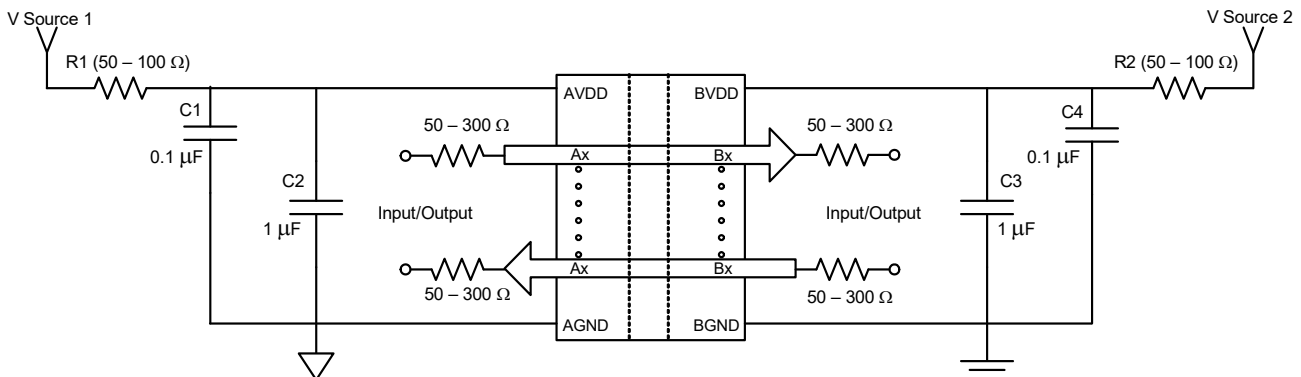 V Source 1
V Source 2
R1 (50 – 100 Ω)
R2 (50 – 100 Ω)
AVDD
BVDD
C1
C4
50 – 300 Ω
50 – 300 Ω
0.1 μF
0.1 μF
Ax
Bx
C2
C3
Input/Output
Input/Output
1 μF
1 μF
Ax
Bx
50 – 300 Ω
50 – 300 Ω
AGND
BGND